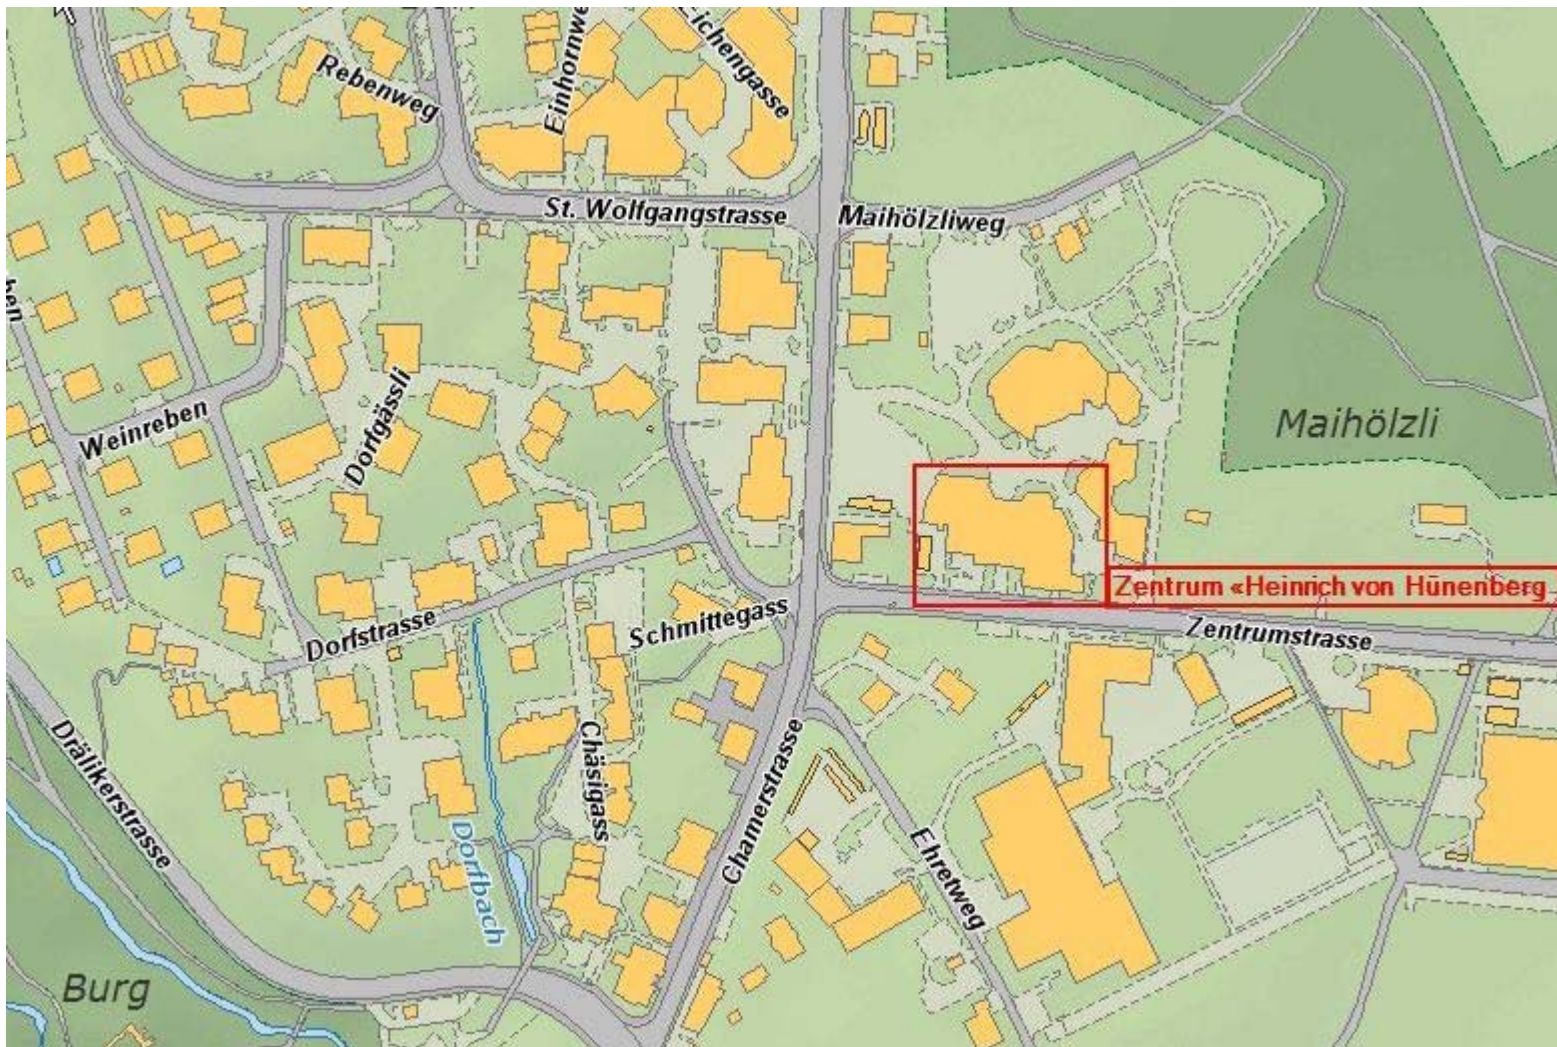 Rebenweg
Einhornwe
Eichengasse
St. Wolfgangstrasse
Maihölzliweg
Weinreben
Dorfgässli
Maihölzli
Zentrum «Heinrich von Hünenberg
Dorfstrasse
Schmittegass
Zentrumstrasse
Drälikerstrasse
Chäsigass
Chamerstrasse
Dorfbach
Ehretweg
Burg